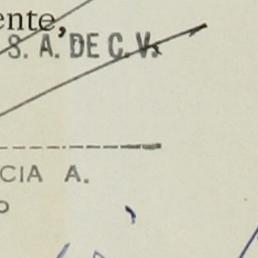 ente,
S. A. DE C. V.
CIA A.
o